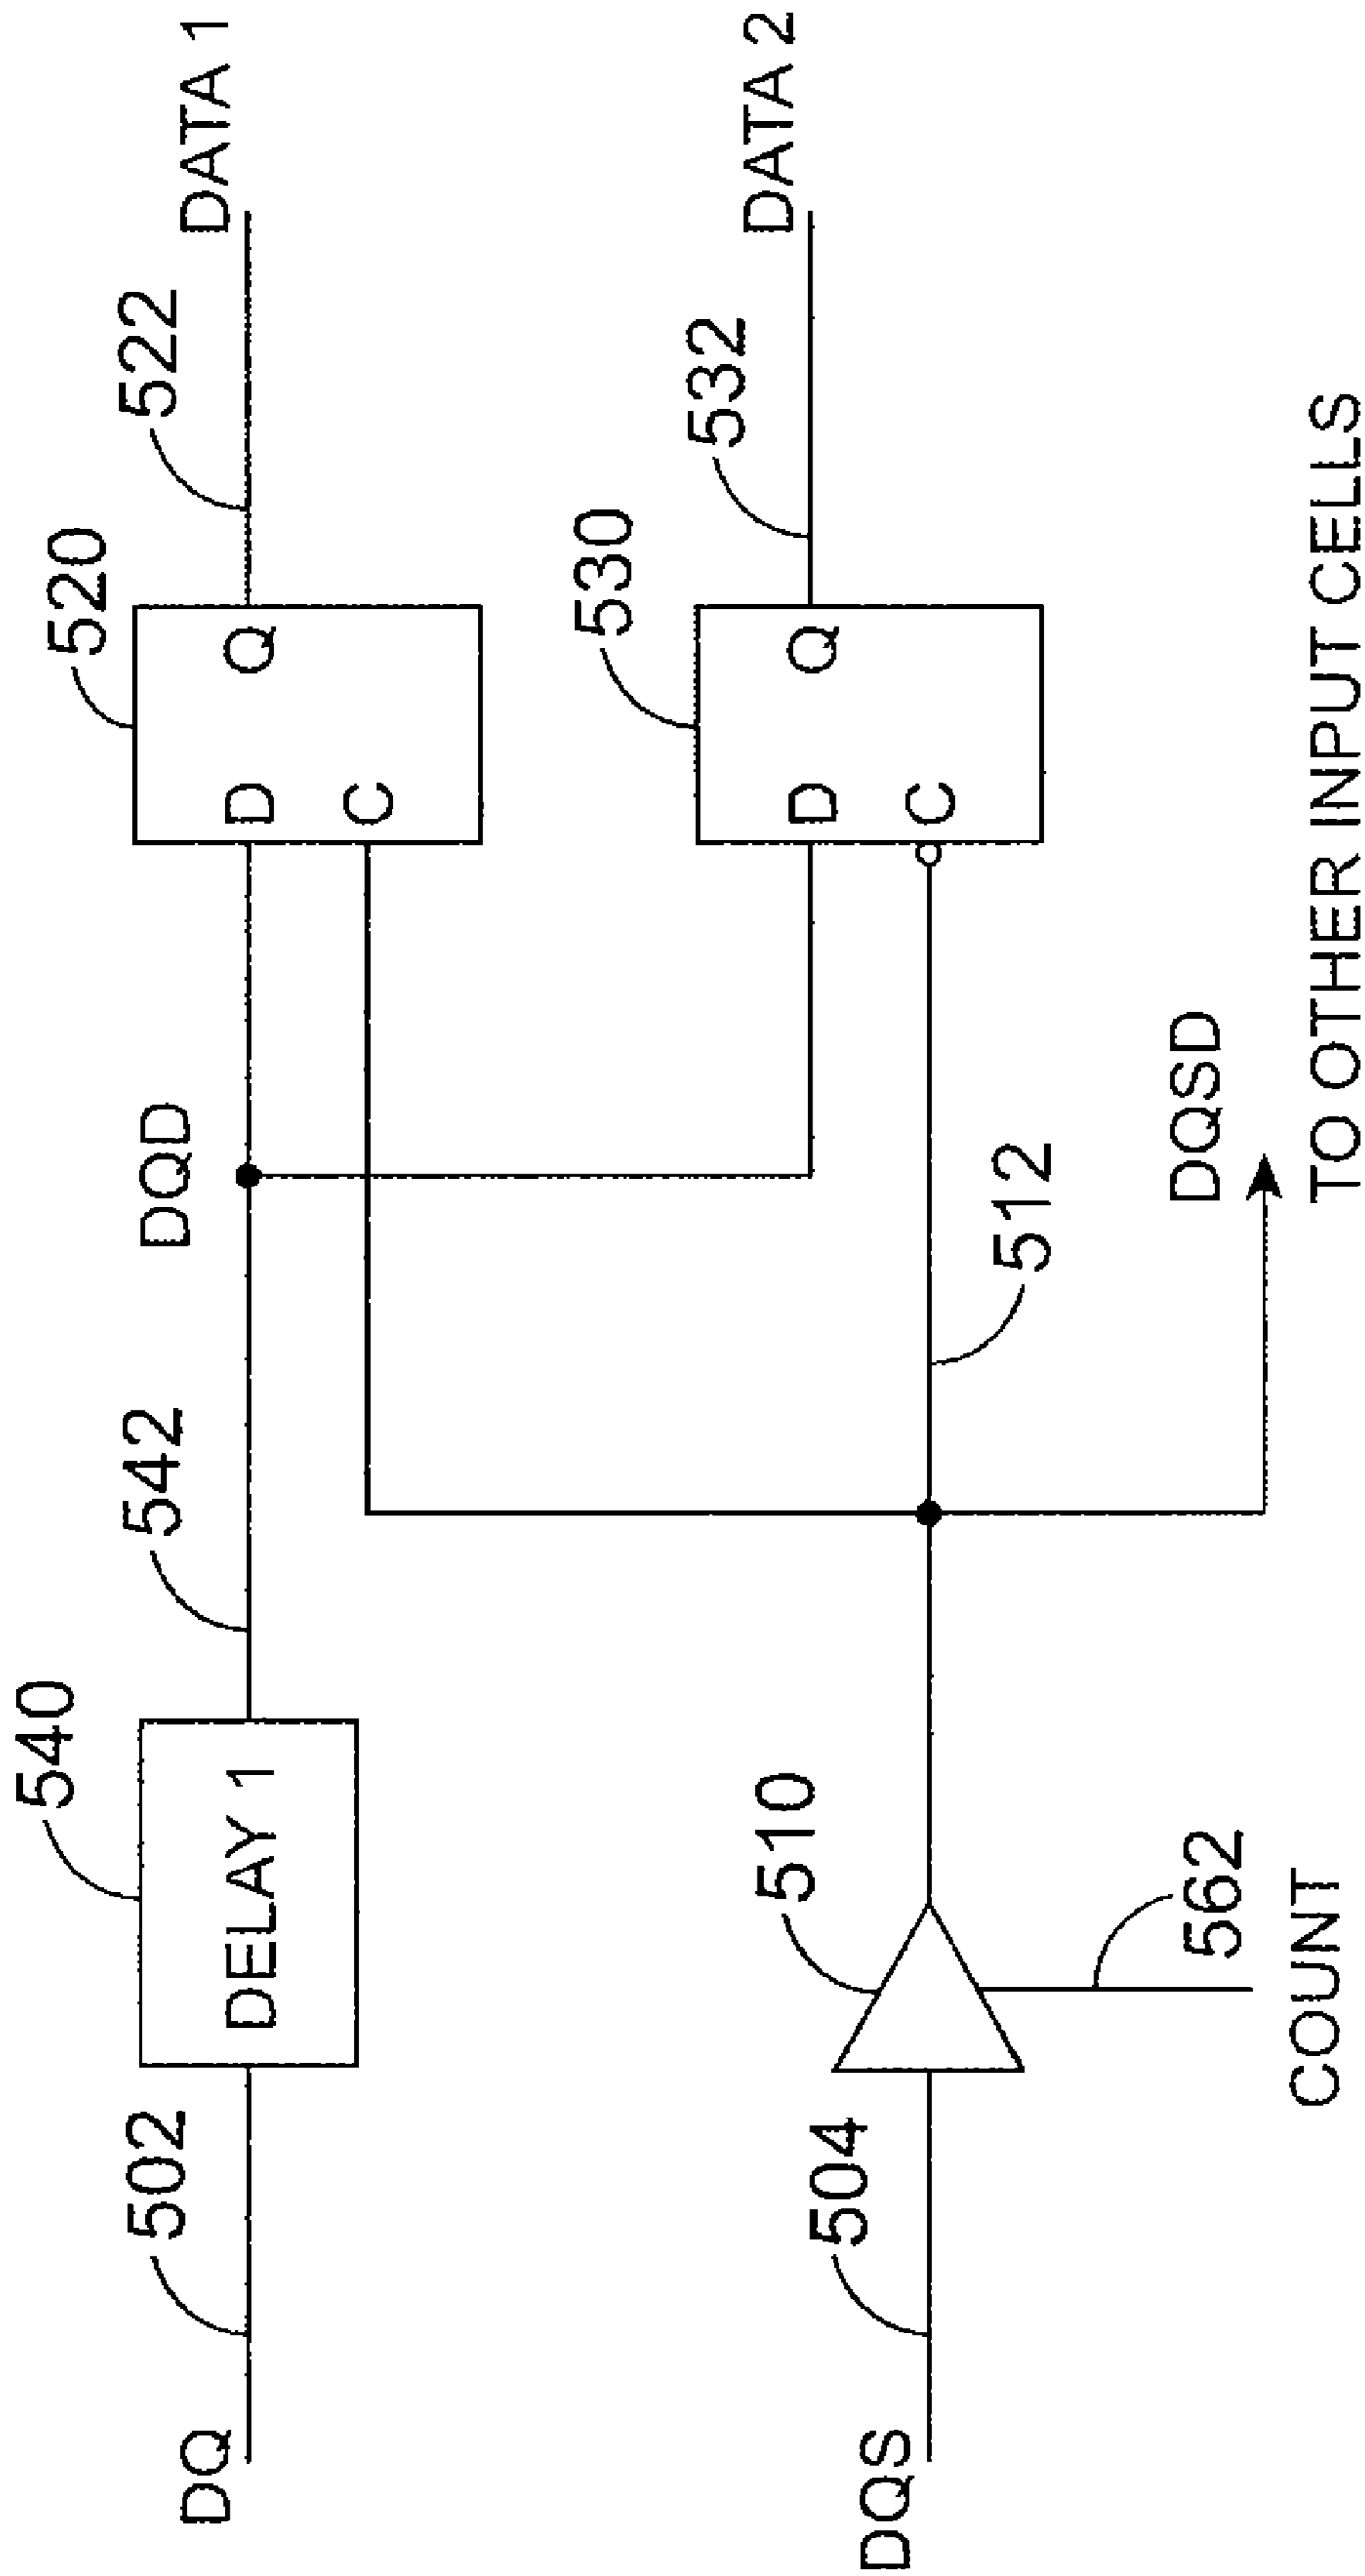 DQ
502
540
DELAY 1
542
DQD
520
D Q
C
522
DATA 1
530
D Q
C
532
DATA 2
DQS
504
510
562
COUNT
512
DQSD
TO OTHER INPUT CELLS